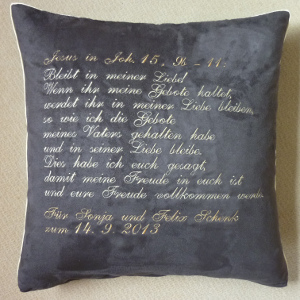 Jesus in Joh. 15, 9 - 11:
Bleibt in meiner Liebe!
Wenn ihr meine Gebote haltet,
werdet ihr in meiner Liebe bleiben,
so wie ich die Gebote
meines Vaters gehalten habe
und in seiner Liebe bleibe.
Dies habe ich euch gesagt,
damit meine Freude in euch ist
und eure Freude vollkommen werde.
Für Sonja und Felix Schenk
zum 14. 9. 2013